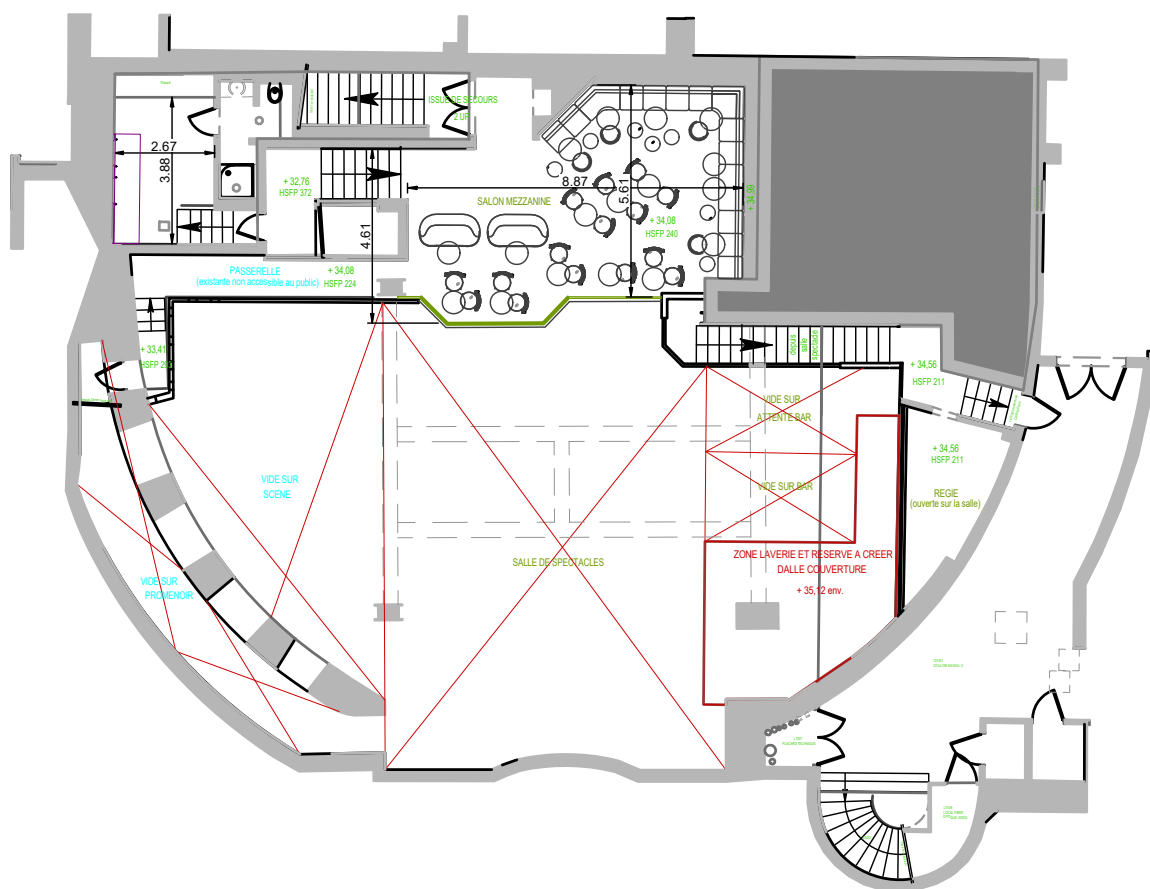 ISSUE DE SECOURS
2 UP
2.67
3.88
+ 32,76
HSFP 372
8.87
5.61
4.61
SALON MEZZANINE
+ 34,99
+ 34,08
HSFP 240
PASSERELLE
(existante non accessible au public)
+ 34,08
HSFP 224
+ 33,41
depuis
salle
spectacle
+ 34,56
HSFP 211
VIDE SUR
ATTENTE BAR
+ 34,56
HSFP 211
VIDE SUR
SCENE
VIDE SUR BAR
REGIE
(ouverte sur la salle)
SALLE DE SPECTACLES
ZONE LAVERIE ET RESERVE A CREER
DALLE COUVERTURE
+ 35,12 env.
VIDE SUR
PROMENOIR